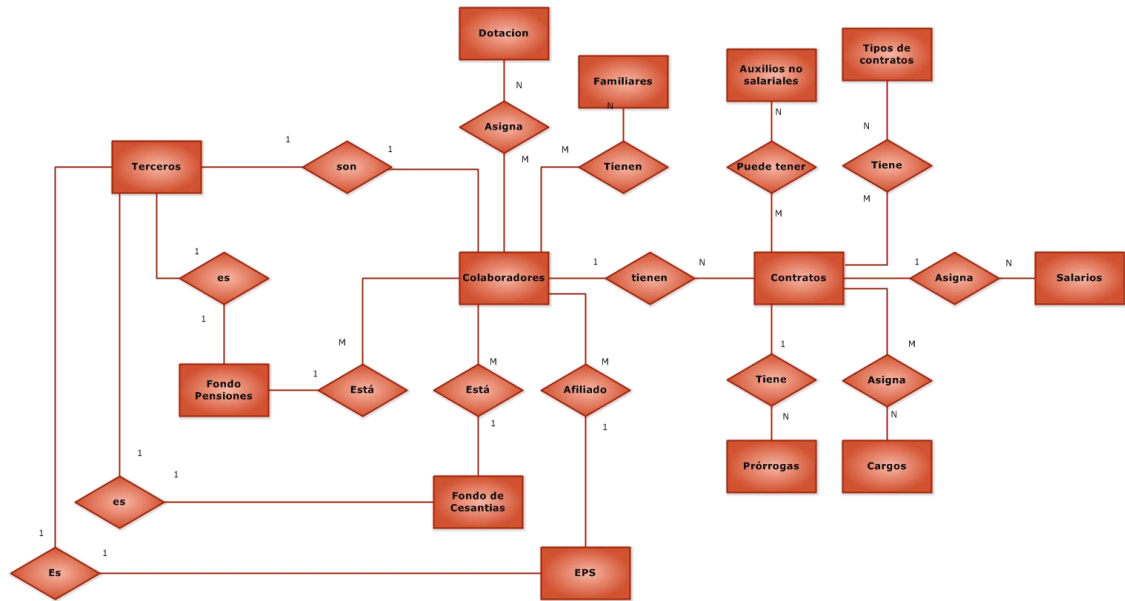 Dotacion
Tipos de
contratos
Familiares
Auxilios no
salariales
N
N
N
N
Asigna
1
1
M
M
Terceros
son
Tienen
Puede tener
Tiene
M
M
1
es
Colaboradores
1
tienen
N
Contratos
1
Asigna
N
Salarios
1
M
M
M
1
M
Fondo
Pensiones
1
Está
Está
Afiliado
Tiene
Asigna
1
1
N
N
1
1
Prórrogas
Cargos
es
Fondo de
Cesantias
1
1
Es
EPS